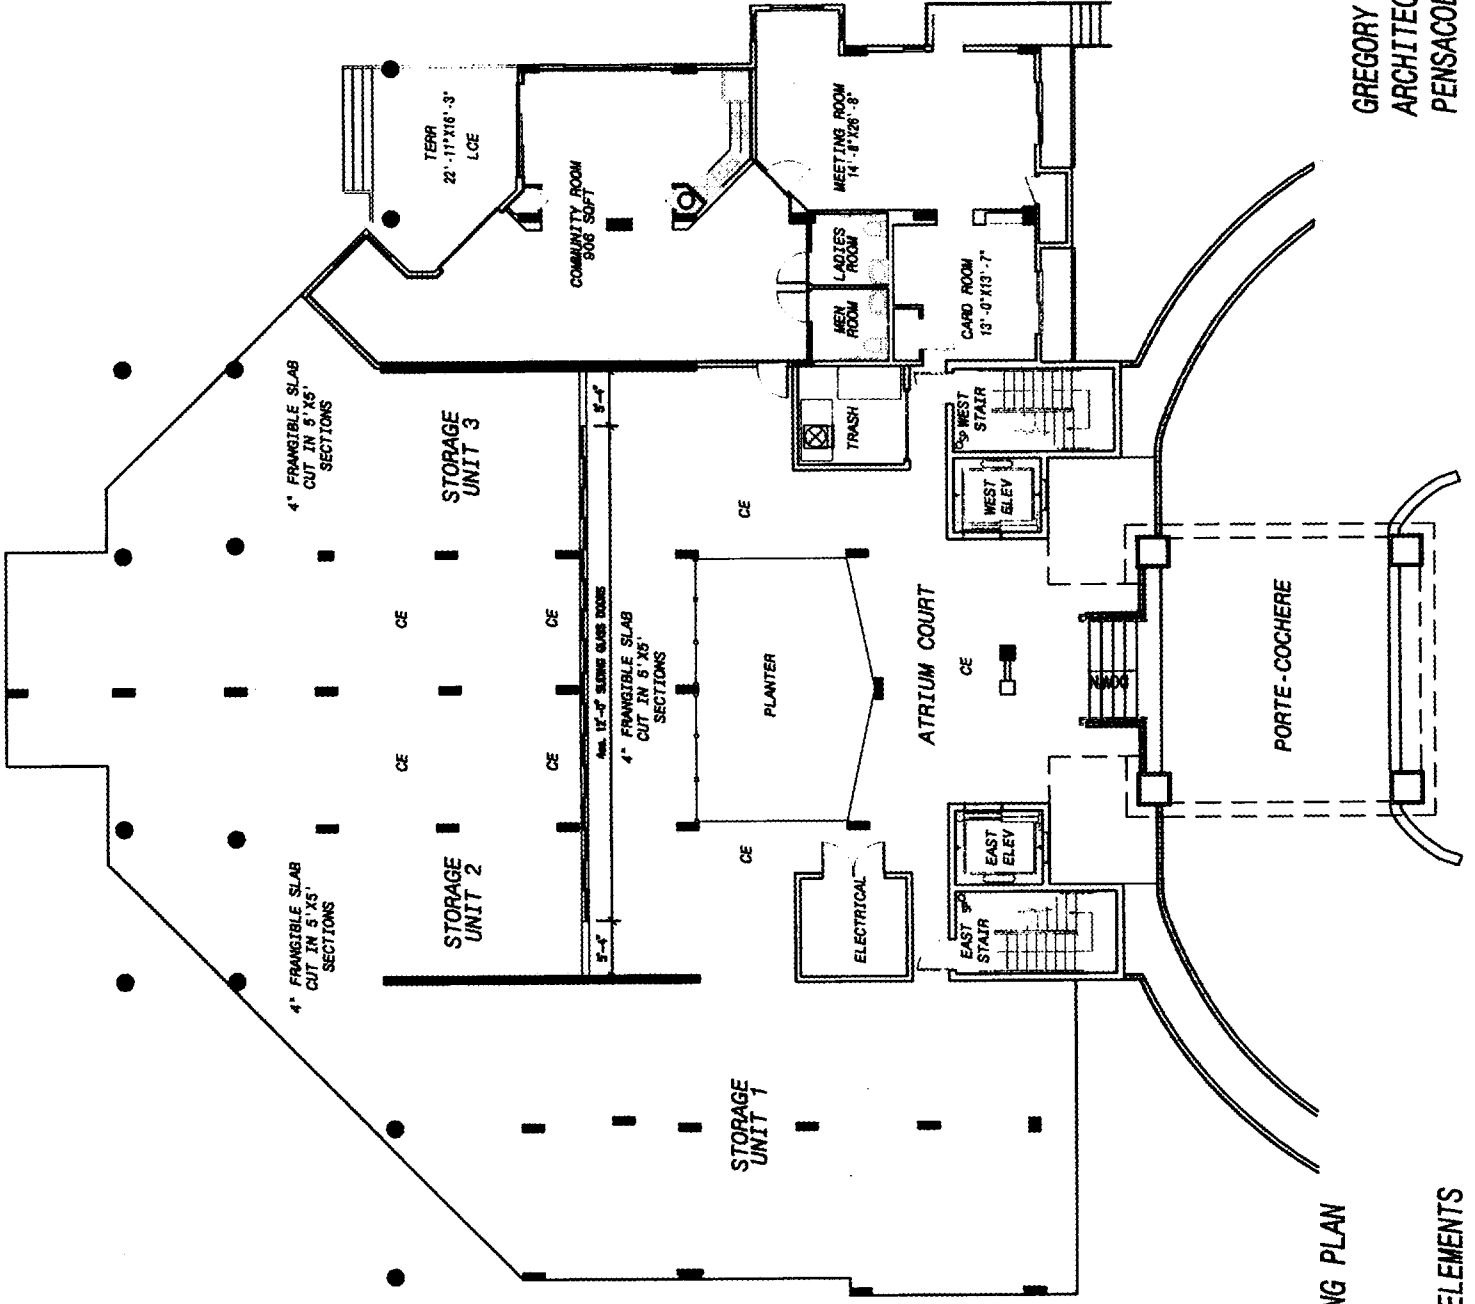 GREGORY
ARCHITEC
PENSACOL
TERR
22'-11"X16'-3"
LCE
COMMUNITY ROOM
906 SQFT
MEETING ROOM
14'-8"X26'-8"
LADIES
ROOM
MEN
ROOM
CARD ROOM
13'-0"X13'-7"
4" FRANGIBLE SLAB
CUT IN 5'X5'
SECTIONS
STORAGE
UNIT 3
5'-4"
TRASH
SP
WEST
STAIR
WEST
ELEV
CE
CE
CE
4" FRANGIBLE SLAB
CUT IN 5'X5'
SECTIONS
PLANTER
ATRIUM COURT
CE
DOWN
PORTE-COCHERE
CE
CE
4ea. 12'-0" SLIDING GLASS DOORS
4" FRANGIBLE SLAB
CUT IN 5'X5'
SECTIONS
STORAGE
UNIT 2
5'-4"
CE
ELECTRICAL
EAST
ELEV
SP
EAST
STAIR
STORAGE
UNIT 1
NG PLAN
ELEMENTS